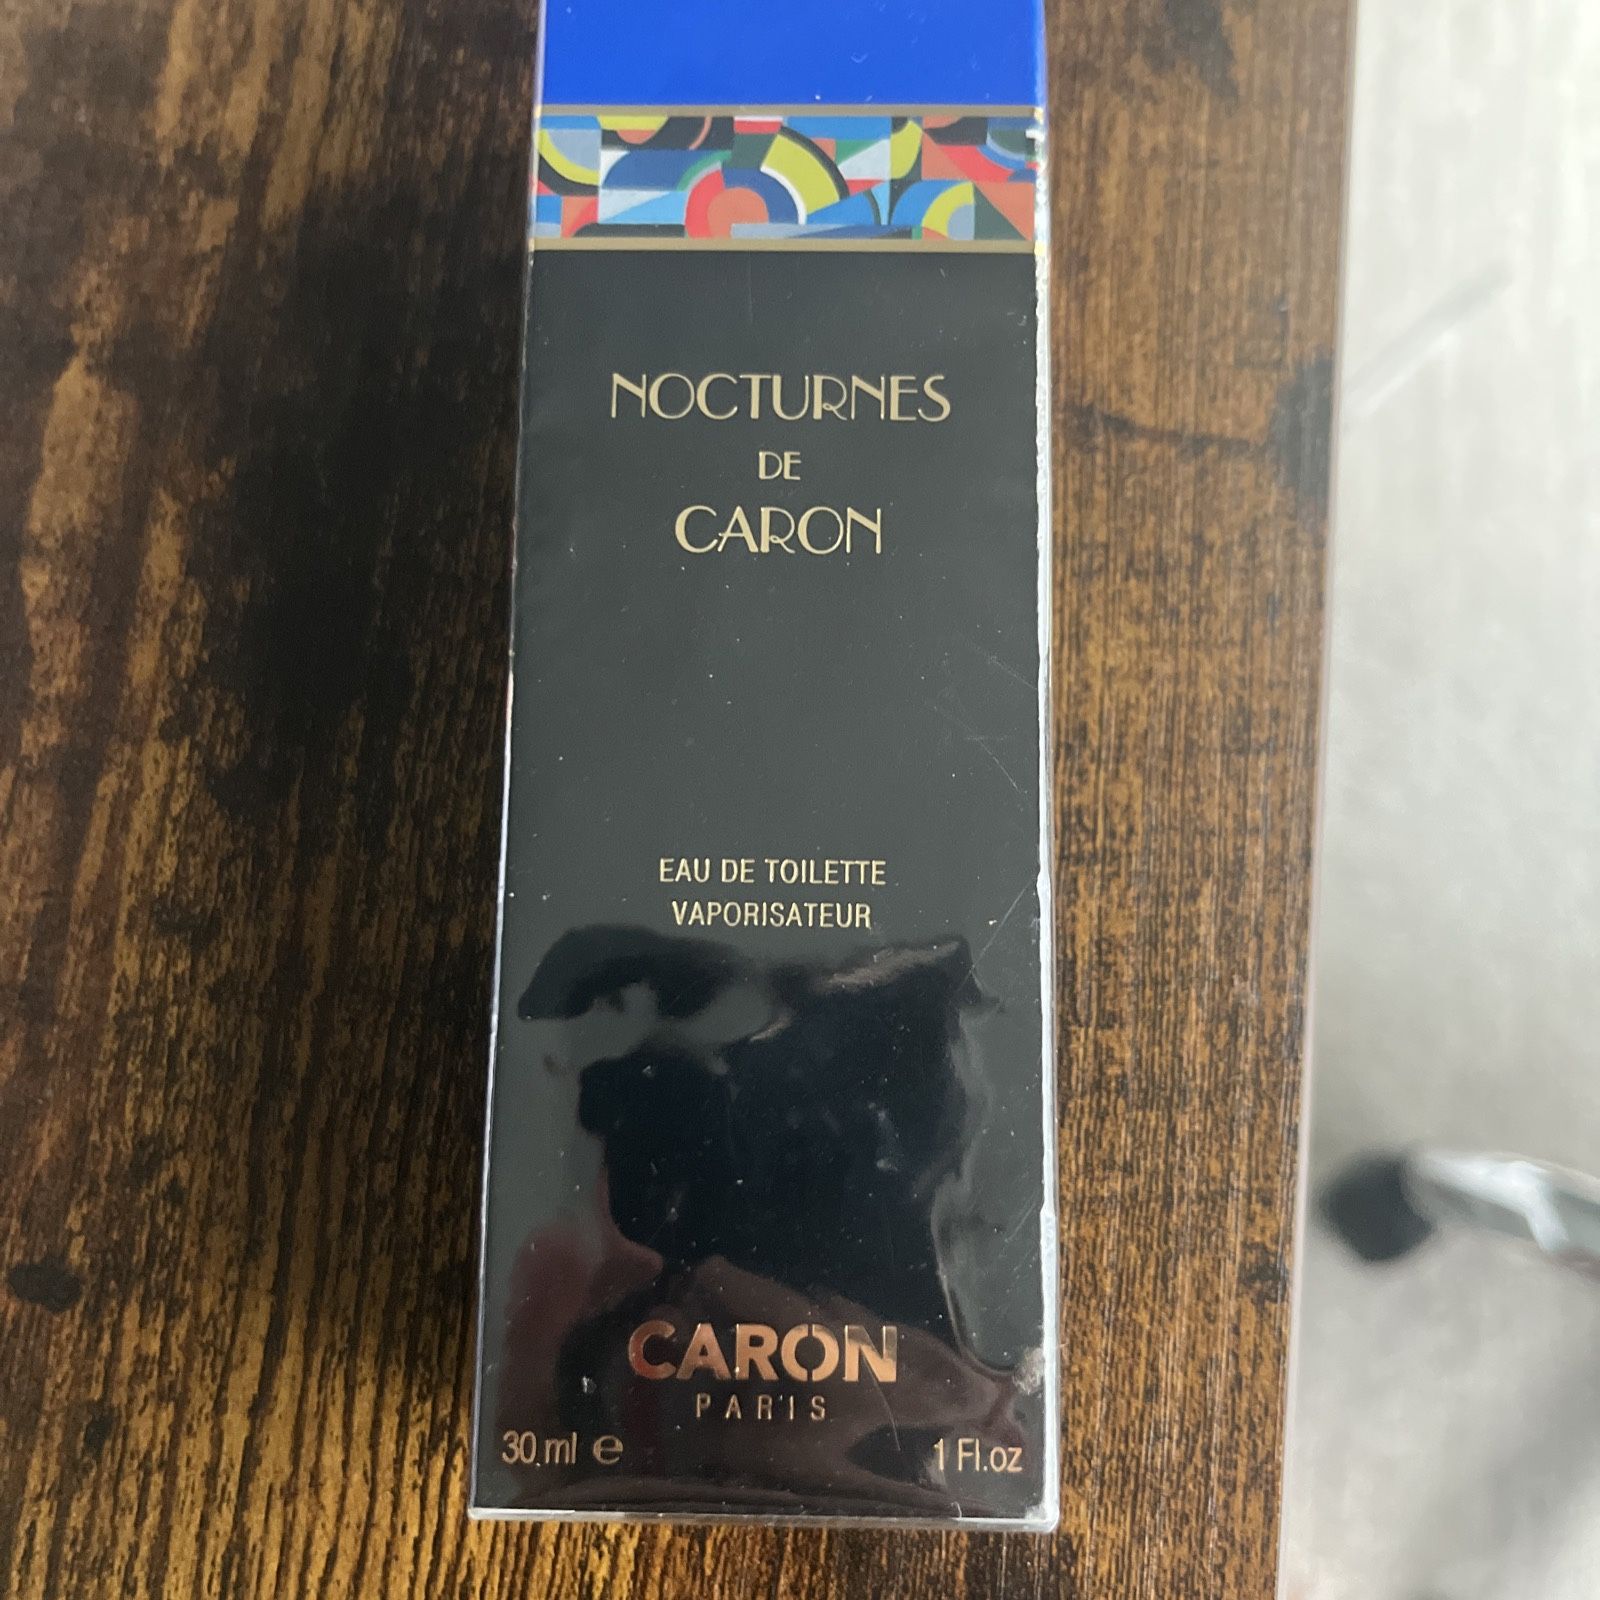 NOCTURNES
DE
CARON
EAU DE TOILETTE
VAPORISATEUR
CARON
PARIS
30 ml e
1 Fl.oz